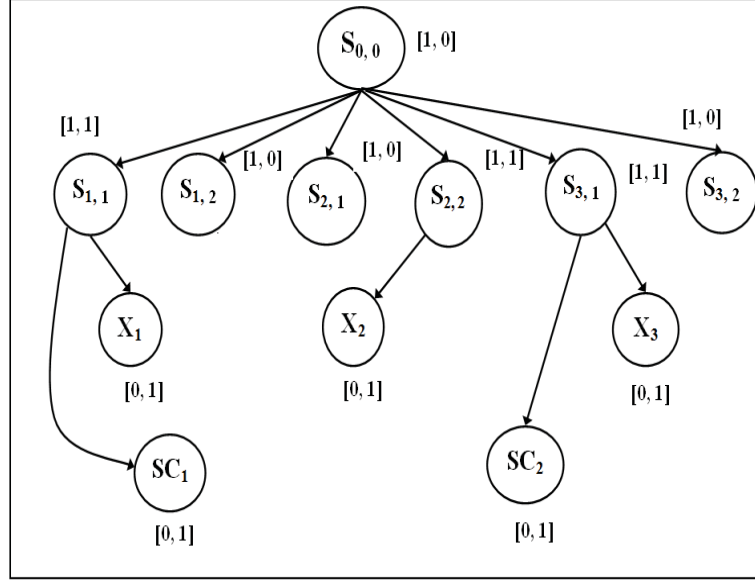 S0, 0 [1, 0]
[1, 1] [1, 0] [1, 0] [1, 1] [1, 1] [1, 0]
S1, 1 S1, 2 S2, 1 S2,2 S3, 1 S3, 2
X1 X2 X3
[0, 1] [0, 1] [0, 1]
SC1 SC2
[0, 1] [0, 1]